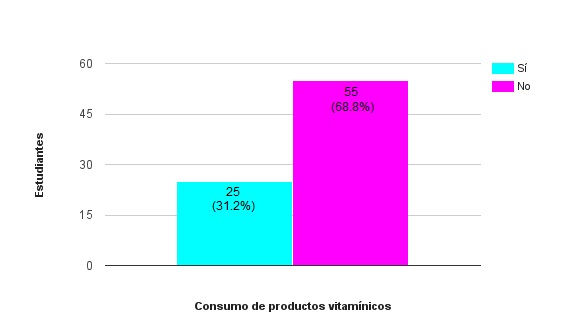 60
45
30
15
0
Estudiantes
25
(31.2%)
55
(68.8%)
Sí
No
Consumo de productos vitamínicos